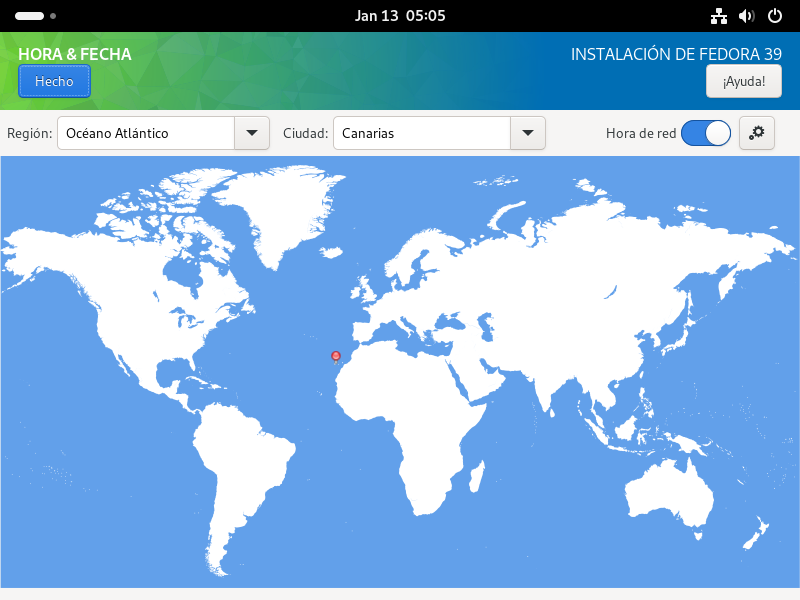 Jan 13 05:05
HORA & FECHA
INSTALACIÓN DE FEDORA 39
Hecho
¡Ayuda!
Región:
Océano Atlántico
Ciudad:
Canarias
Hora de red